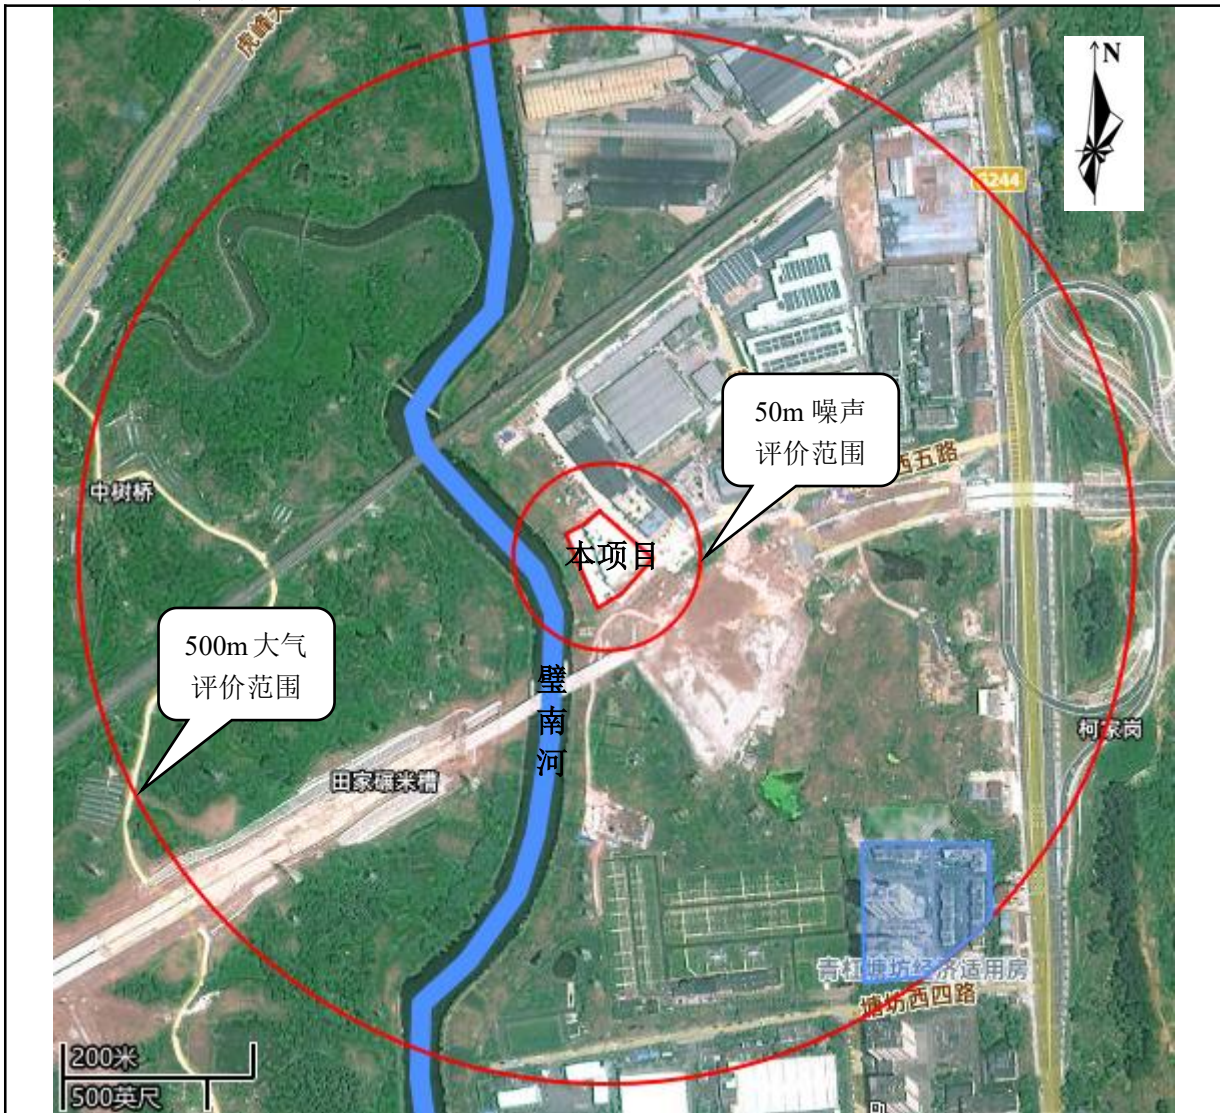 虎峰大
N
G244
50m 噪声
评价范围
西五路
中树桥
本项目
500m 大气
评价范围
璧
南
河
柯家岗
田家碾米槽
青杠塘坊经济适用房
塘坊西四路
200米
500英尺